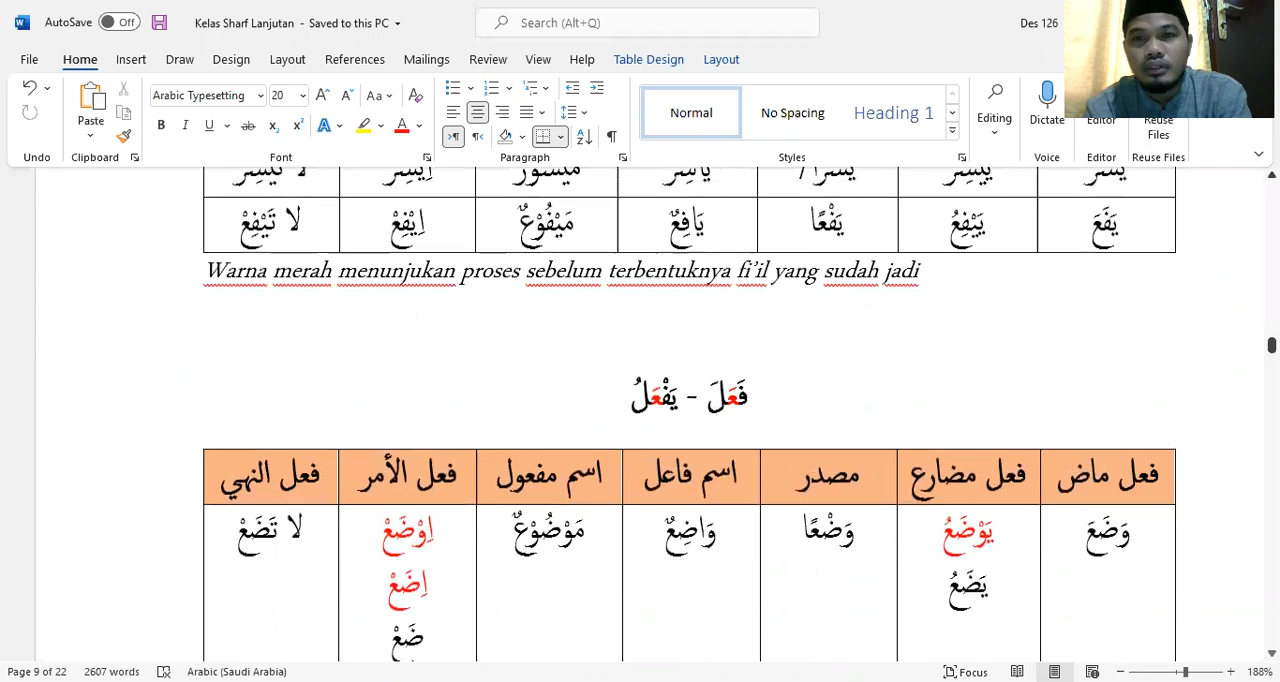 AutoSave Off Kelas Sharf Lanjutan - Saved to this PC Search (Alt+Q) Des 126
File Home Insert Draw Design Layout References Mailings Review View Help Table Design Layout
Arabic Typesetting 20 Aa
Paste
Normal No Spacing Heading 1
Editing Dictate Editor Reuse Files
Undo Clipboard Font Paragraph Styles Voice Editor Reuse Files
يَفَعَ يَيْفِعُ يَفْعًا يَافِعٌ مَيْفُوْعٌ اِيْفِعْ لا تَيْفِعْ
Warna merah menunjukan proses sebelum terbentuknya fi'il yang sudah jadi
فَعَلَ - يَفْعَلُ
فعل ماض فعل مضارع مصدر اسم فاعل اسم مفعول فعل الأمر فعل النهي
وَضَعَ يَوْضَعُ وَضْعًا وَاضِعٌ مَوْضُوْعٌ اِوْضَعْ لا تَضَعْ
يَضَعُ اِضَعْ
ضَعْ
Page 9 of 22 2607 words Arabic (Saudi Arabia) Focus 188%